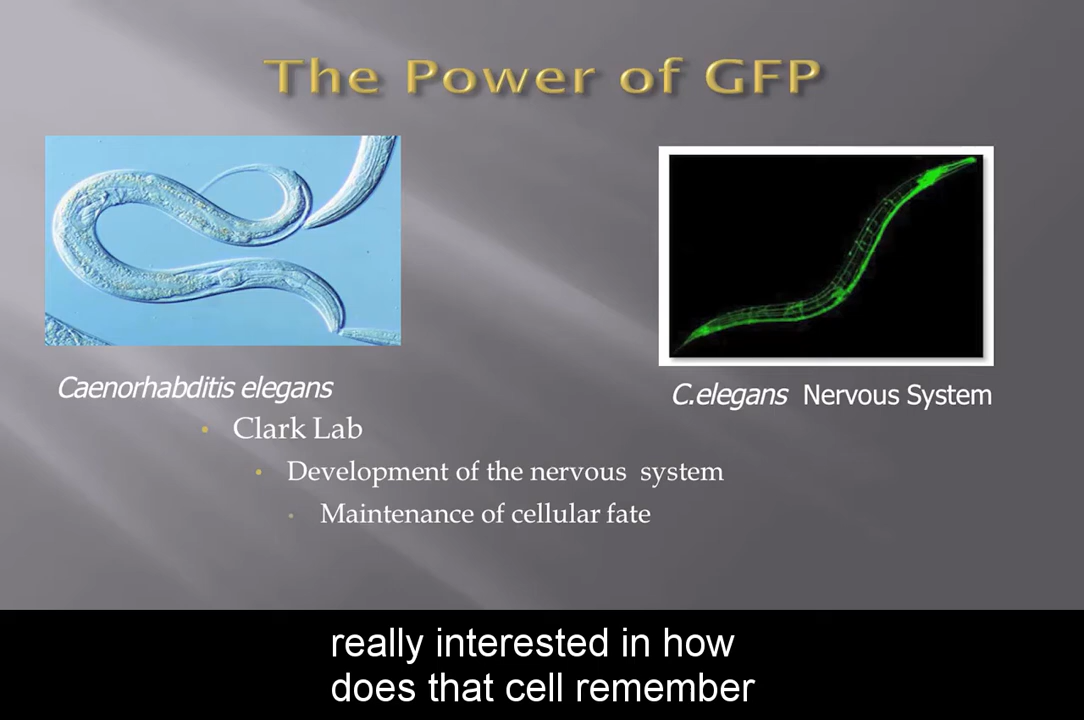 The Power of GFP
Caenorhabditis elegans
C.elegans Nervous System
• Clark Lab
• Development of the nervous system
• Maintenance of cellular fate
really interested in how
does that cell remember